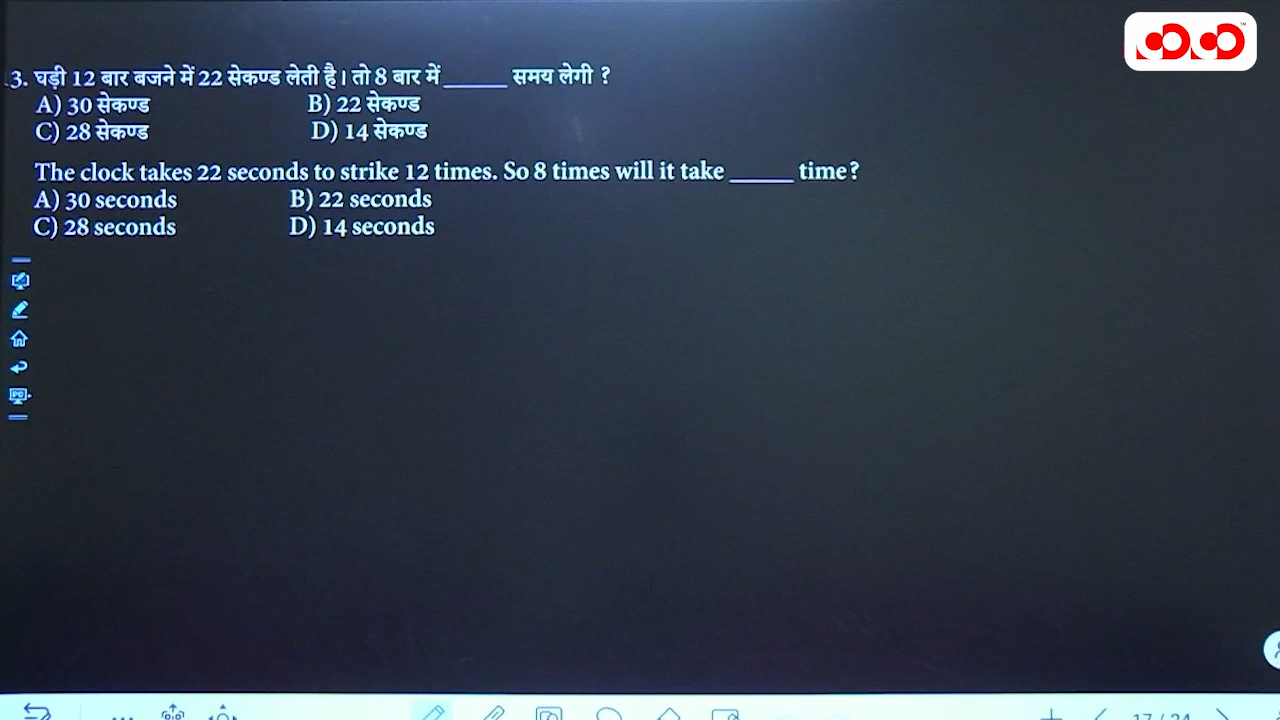 3. घड़ी 12 बार बजने में 22 सेकण्ड लेती है। तो 8 बार में ______ समय लेगी ?
A) 30 सेकण्ड B) 22 सेकण्ड
C) 28 सेकण्ड D) 14 सेकण्ड
The clock takes 22 seconds to strike 12 times. So 8 times will it take ______ time?
A) 30 seconds B) 22 seconds
C) 28 seconds D) 14 seconds